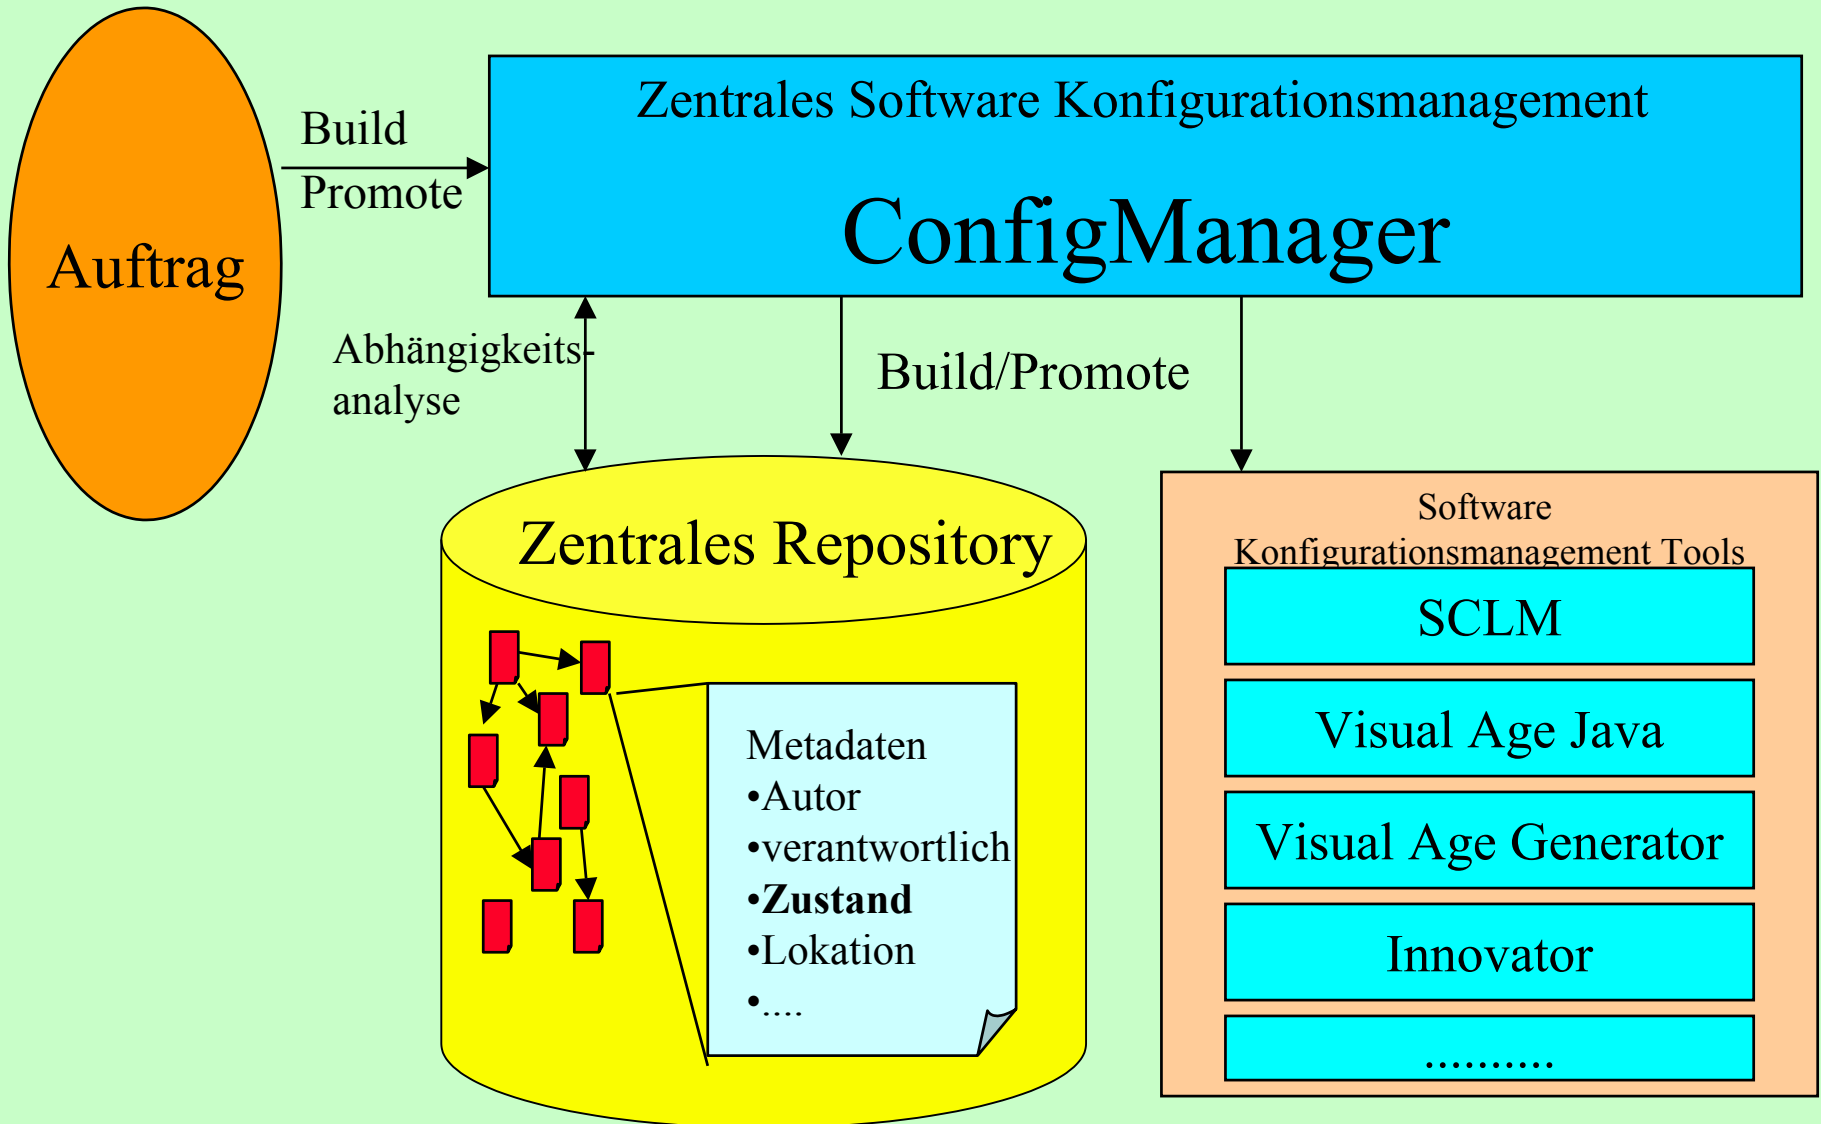 Zentrales Software Konfigurationsmanagement
ConfigManager
Build
Promote
Auftrag
Abhängigkeits-
analyse
Build/Promote
Zentrales Repository
Metadaten
•Autor
•verantwortlich
•Zustand
•Lokation
•....
Software
Konfigurationsmanagement Tools
SCLM
Visual Age Java
Visual Age Generator
Innovator
..........